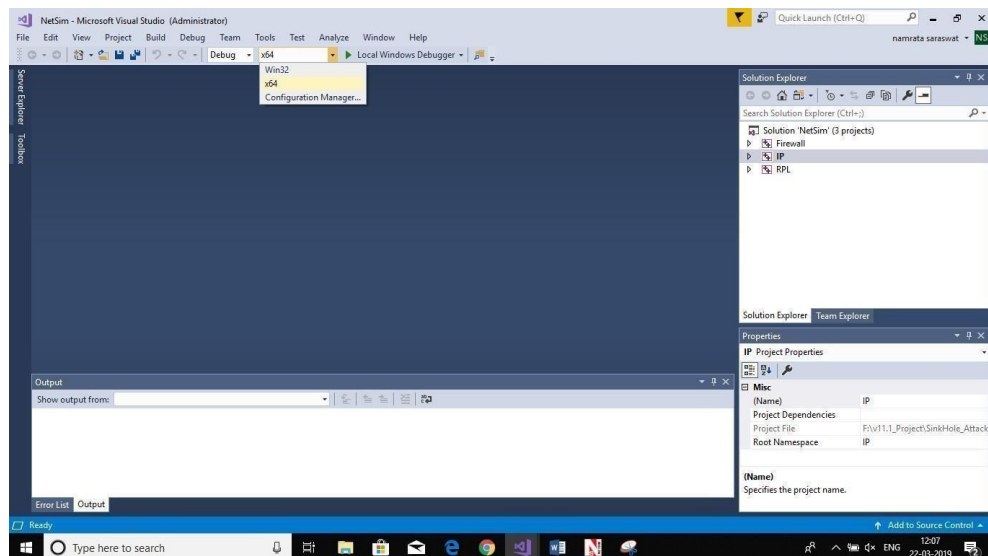 NetSim - Microsoft Visual Studio (Administrator)
Quick Launch (Ctrl+Q)
File Edit View Project Build Debug Team Tools Test Analyze Window Help
namrata saraswat NS
Debug x64 Local Windows Debugger
Win32
x64
Configuration Manager...
Server Explorer
Toolbox
Solution Explorer
Search Solution Explorer (Ctrl+;)
Solution 'NetSim' (3 projects)
Firewall
IP
RPL
Solution Explorer Team Explorer
Properties
IP Project Properties
Misc
(Name) IP
Project Dependencies
Project File F:\v11.1_Project\SinkHole_Attack
Root Namespace IP
(Name)
Specifies the project name.
Output
Show output from:
Error List Output
Ready
Add to Source Control
Type here to search
ENG
12:07
22-03-2019